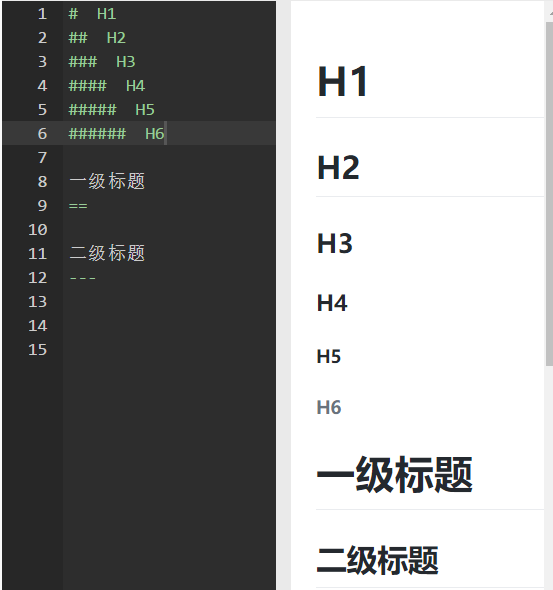 1 #  H1
2 ##  H2
3 ###  H3
4 ####  H4
5 #####  H5
6 ######  H6
7
8 一级标题
9 ==
10
11 二级标题
12 ---
13
14
15
H1
H2
H3
H4
H5
H6
一级标题
二级标题